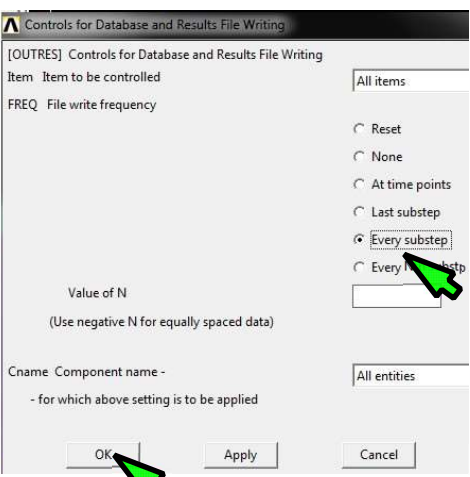 Controls for Database and Results File Writing
[OUTRES] Controls for Database and Results File Writing
Item Item to be controlled
All items
FREQ File write frequency
Reset
None
At time points
Last substep
Every substep
Every
Value of N
(Use negative N for equally spaced data)
Cname Component name -
All entities
- for which above setting is to be applied
OK Apply Cancel